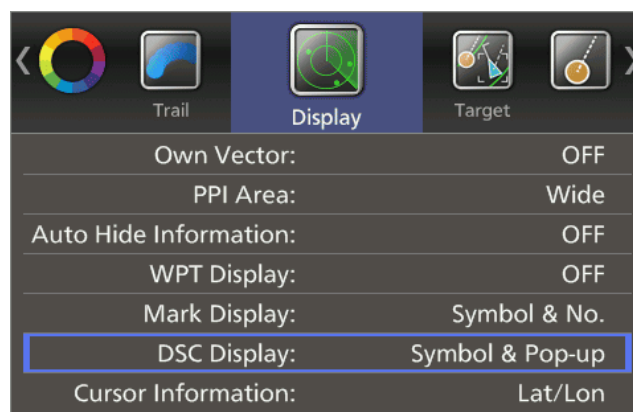 Trail
Display
Target
Own Vector: OFF
PPI Area: Wide
Auto Hide Information: OFF
WPT Display: OFF
Mark Display: Symbol & No.
DSC Display: Symbol & Pop-up
Cursor Information: Lat/Lon